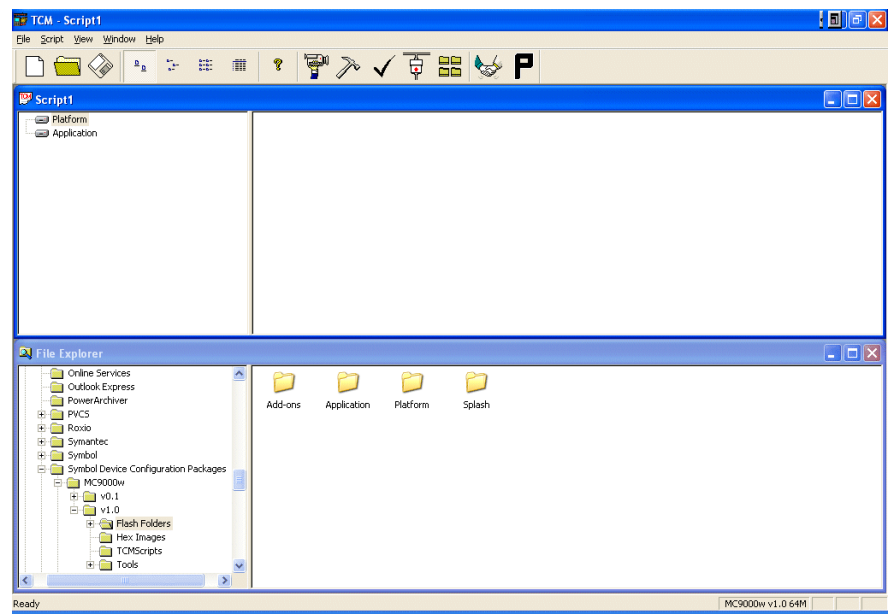 TCM - Script1
File Script View Window Help
Script1
Platform
Application
File Explorer
Online Services
Outlook Express
PowerArchiver
PVCS
Roxio
Symantec
Symbol
Symbol Device Configuration Packages
MC9000w
v0.1
v1.0
Flash Folders
Hex Images
TCMScripts
Tools
Add-ons Application Platform Splash
Ready MC9000w v1.0 64M